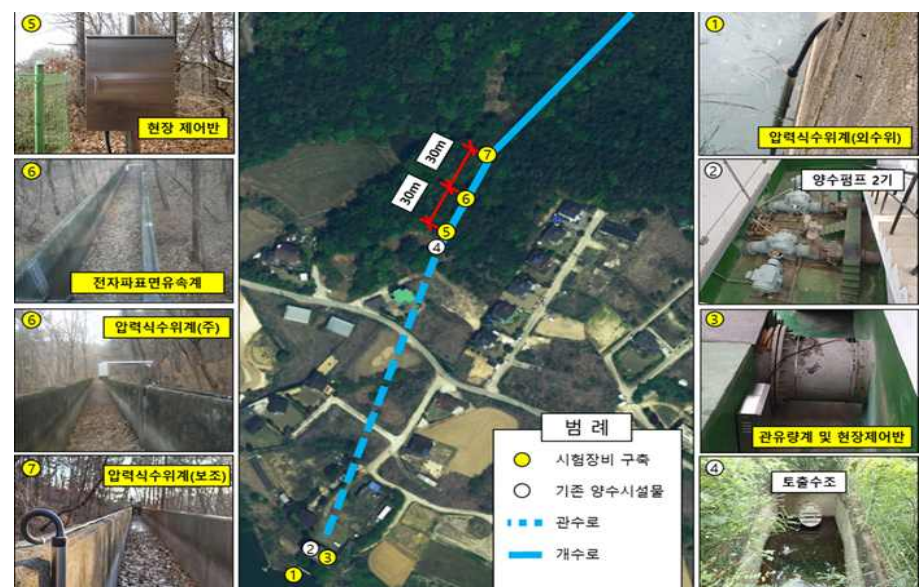 ⑤
현장 제어반
⑥
전자파표면유속계
⑥
압력식수위계(주)
⑦
압력식수위계(보조)
30m
30m
⑦
⑥
⑤
④
②
③
①
범 례
시험장비 구축
기존 양수시설물
관수로
개수로
①
압력식수위계(외수위)
②
양수펌프 2기
③
관유량계 및 현장제어반
④
토출수조